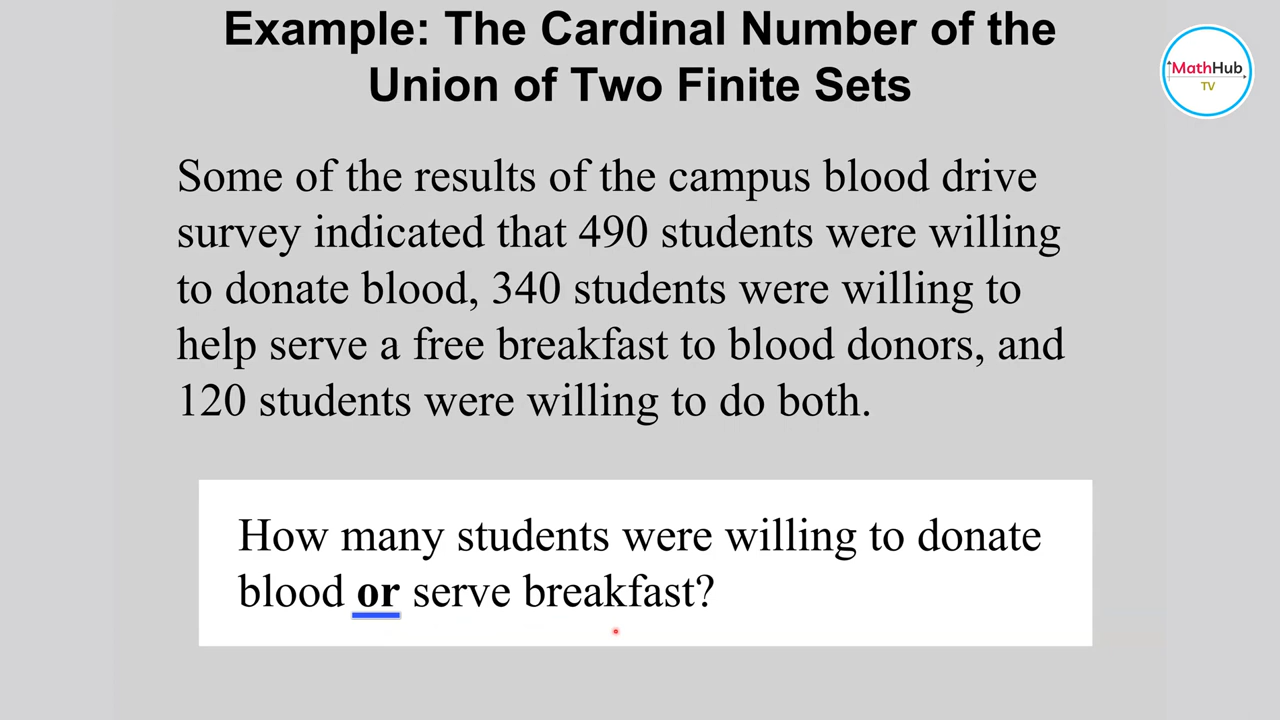 Example: The Cardinal Number of the
Union of Two Finite Sets
MathHub
TV
Some of the results of the campus blood drive
survey indicated that 490 students were willing
to donate blood, 340 students were willing to
help serve a free breakfast to blood donors, and
120 students were willing to do both.
How many students were willing to donate
blood or serve breakfast?